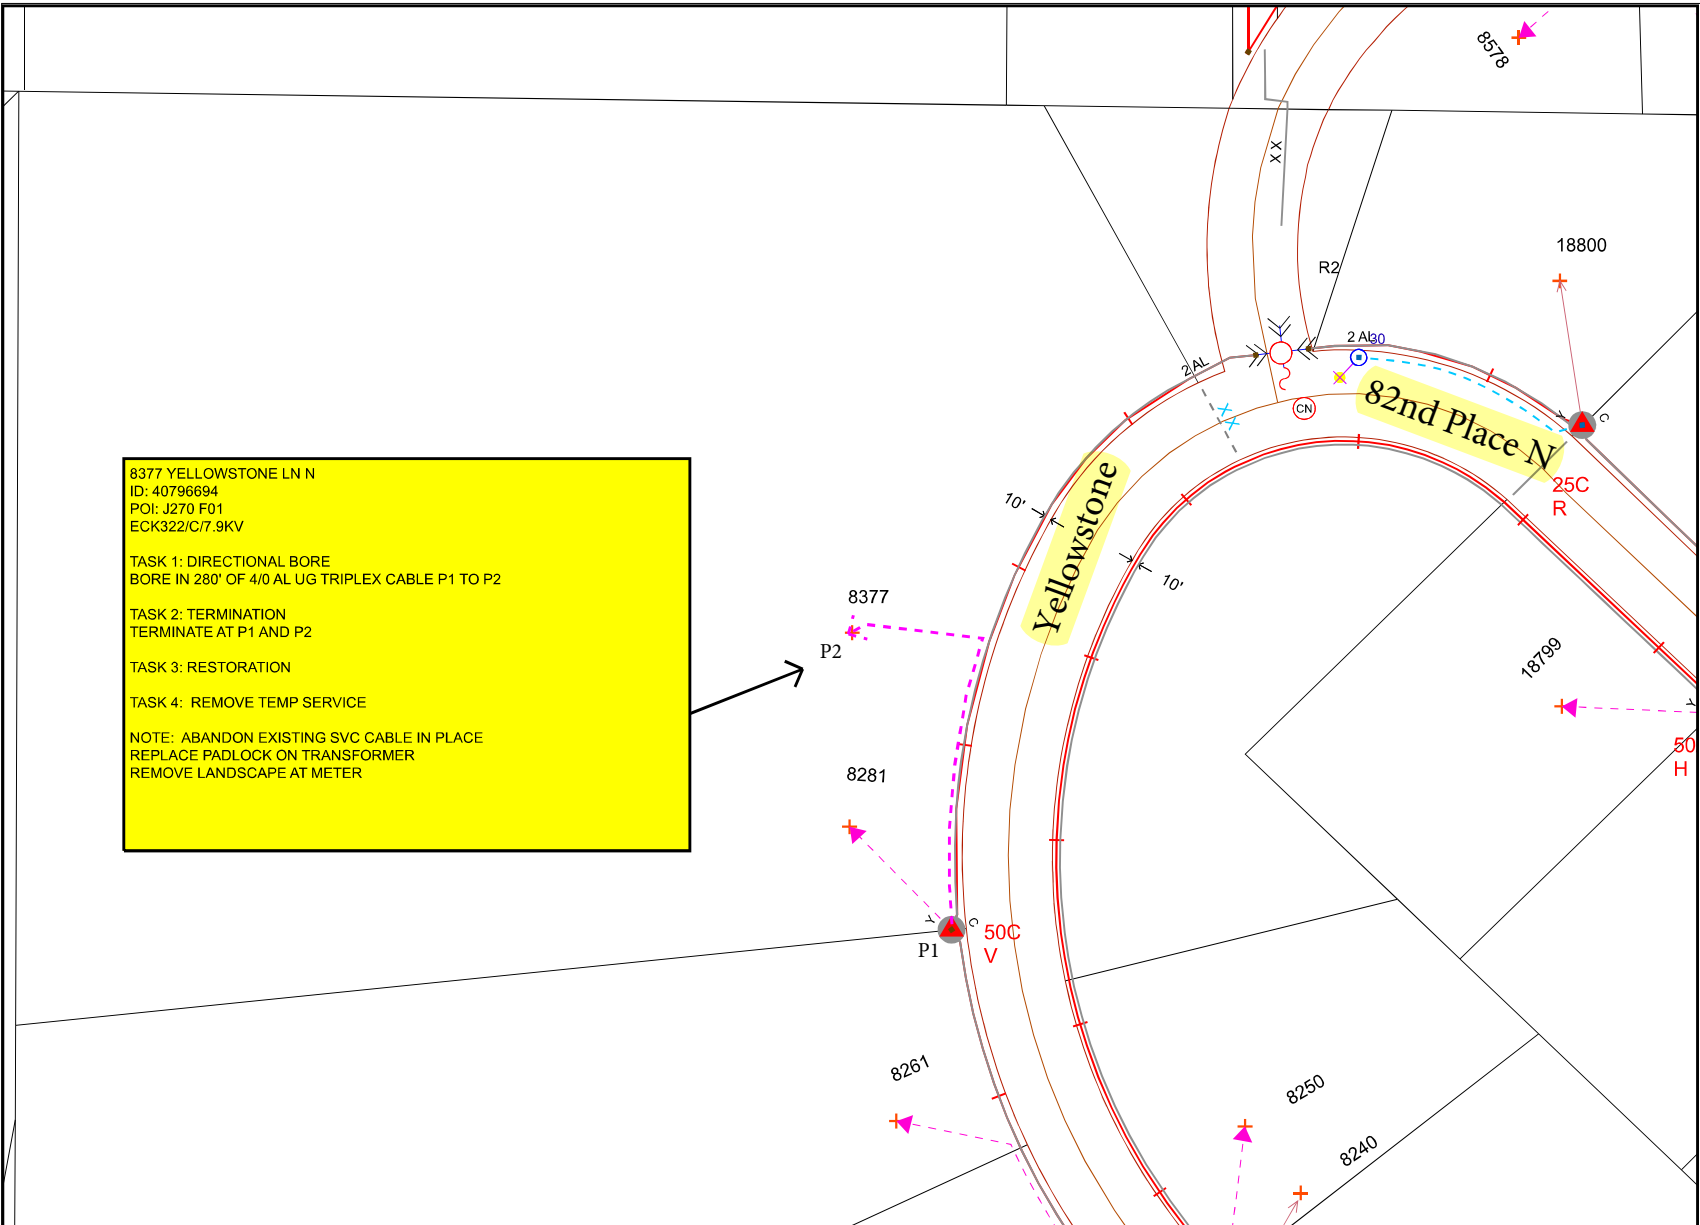 8578
X X
18800
R2
2 AL
30
2 AL
CN
82nd Place N
Y
C
25C
R
Yellowstone
10'
10'
8377 YELLOWSTONE LN N
ID: 40796694
POI: J270 F01
ECK322/C/7.9KV
TASK 1: DIRECTIONAL BORE
BORE IN 280' OF 4/0 AL UG TRIPLEX CABLE P1 TO P2
TASK 2: TERMINATION
TERMINATE AT P1 AND P2
TASK 3: RESTORATION
TASK 4:  REMOVE TEMP SERVICE
NOTE:  ABANDON EXISTING SVC CABLE IN PLACE
REPLACE PADLOCK ON TRANSFORMER
REMOVE LANDSCAPE AT METER
8377
P2
18799
Y
50
H
8281
Y
C
50C
V
P1
8261
8250
8240